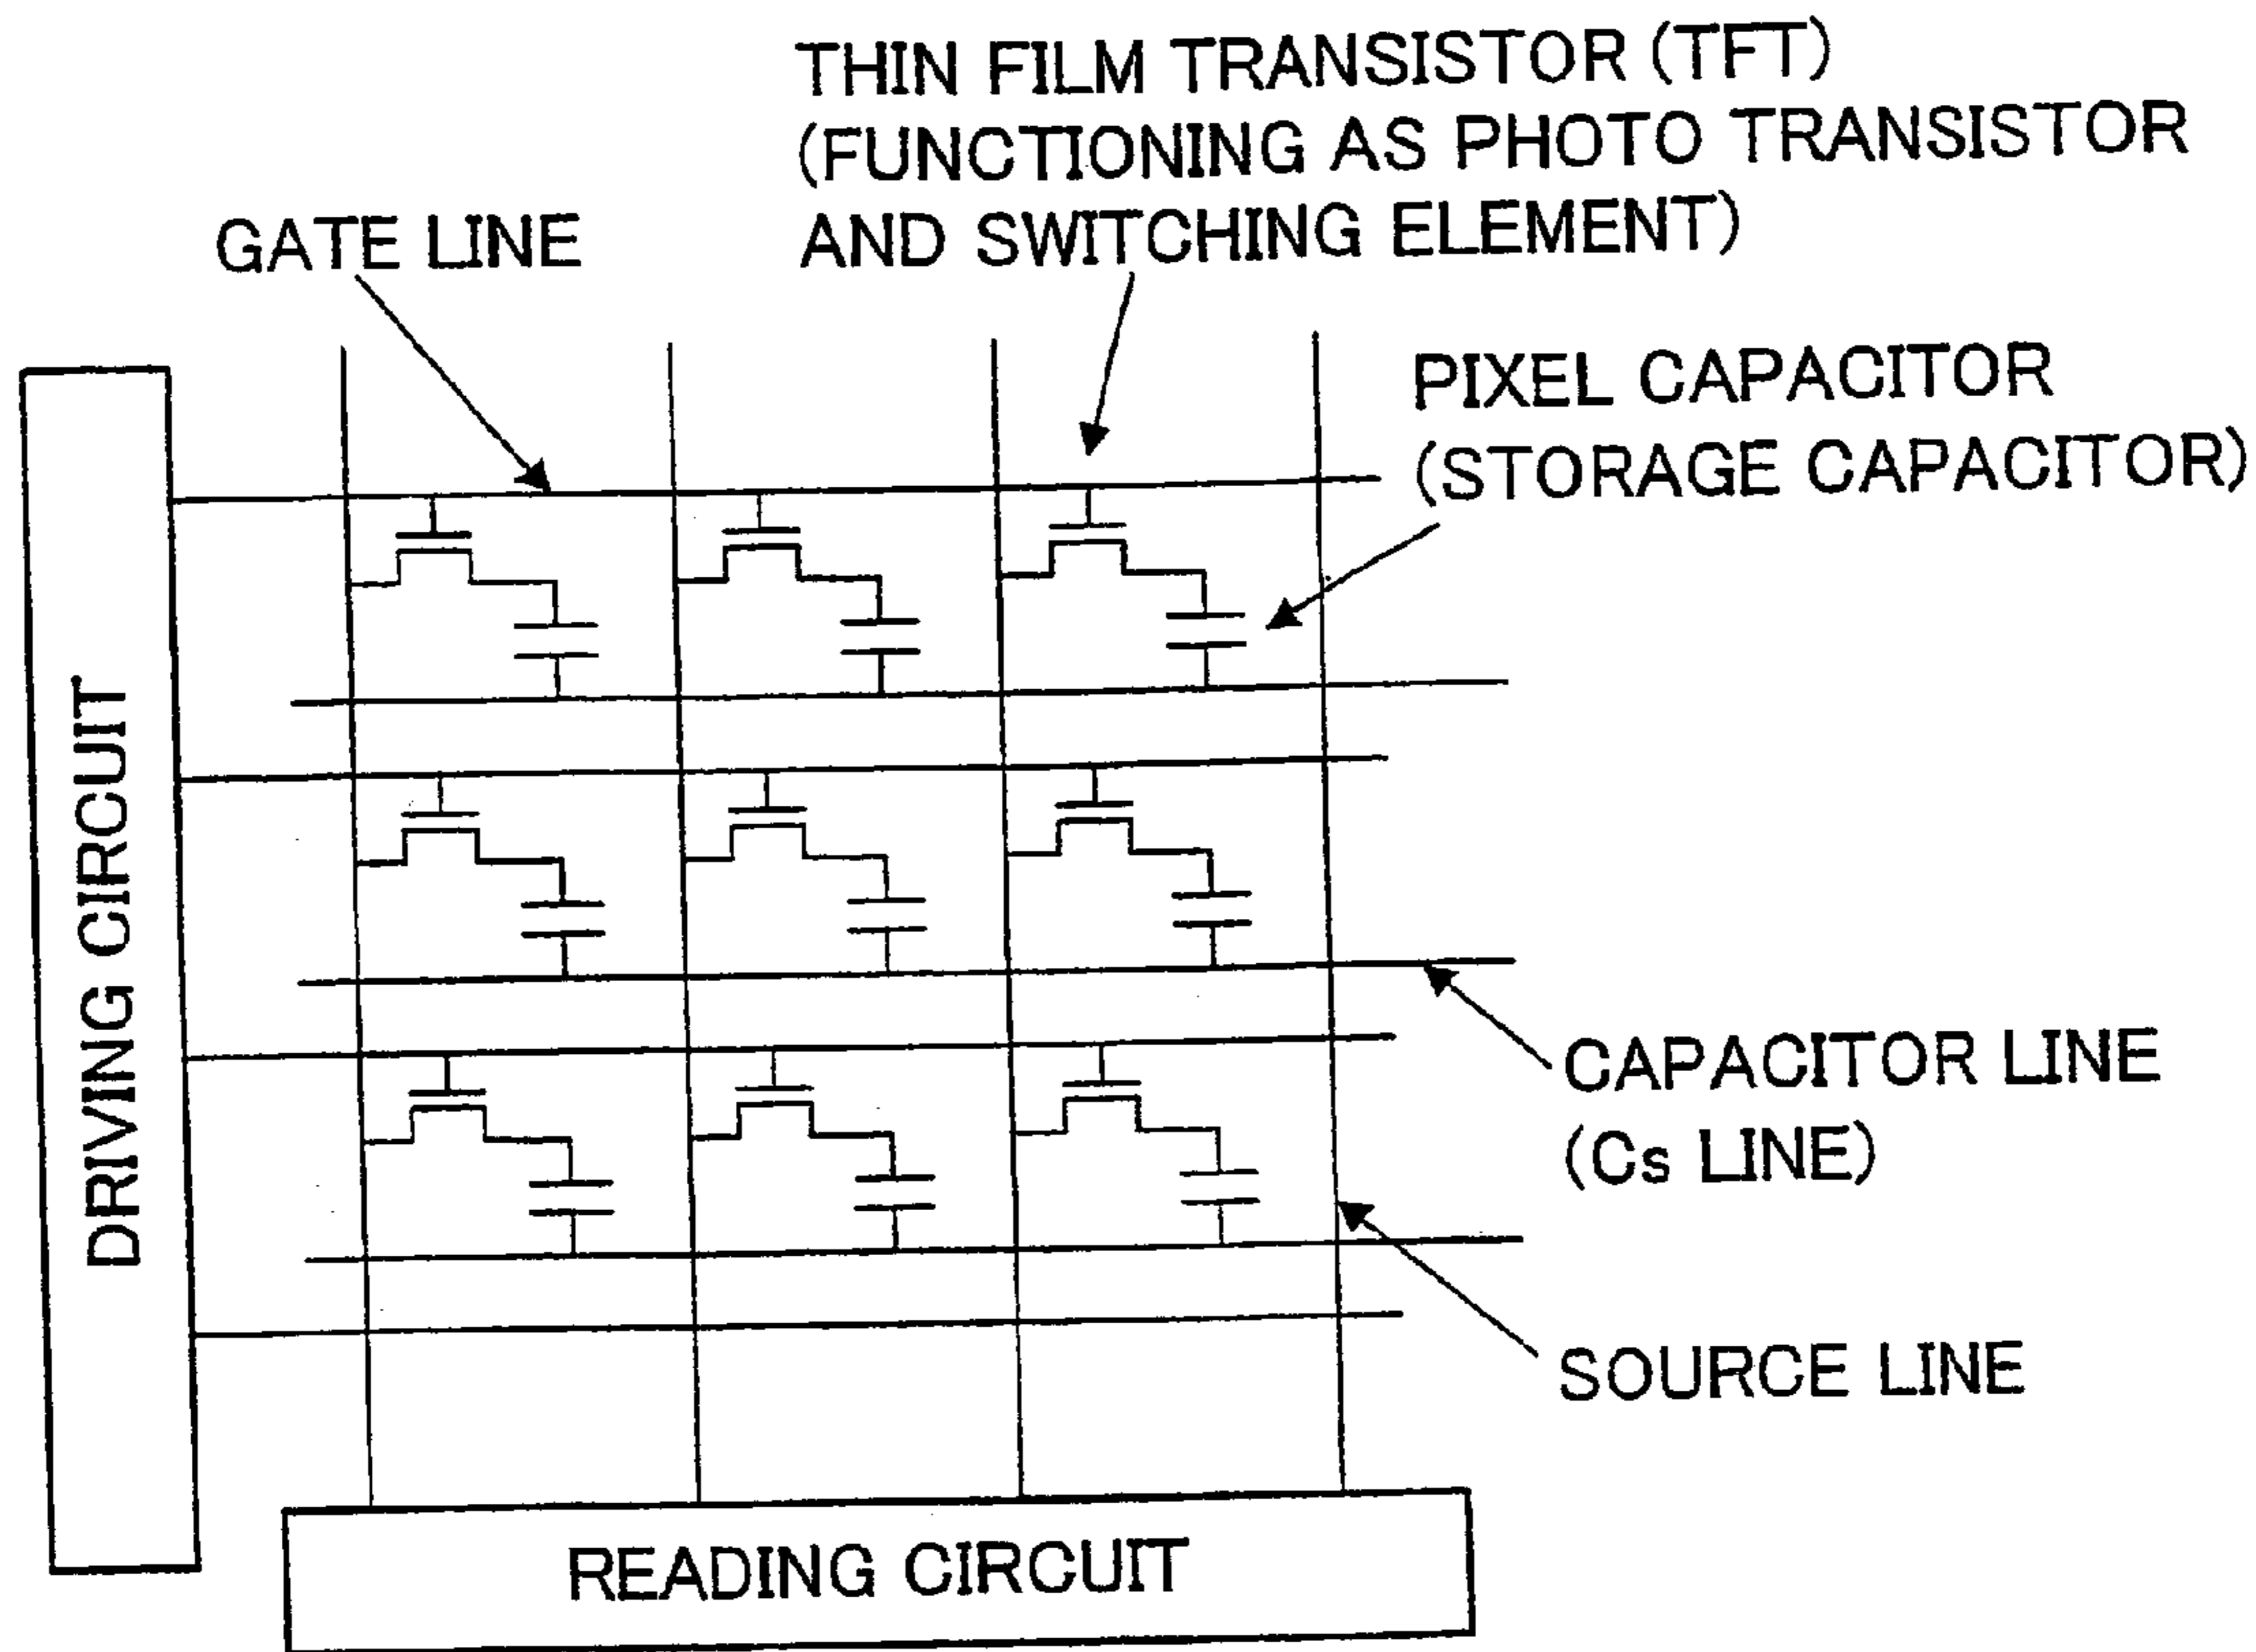 THIN FILM TRANSISTOR (TFT)
(FUNCTIONING AS PHOTO TRANSISTOR
AND SWITCHING ELEMENT)
GATE LINE
PIXEL CAPACITOR
(STORAGE CAPACITOR)
DRIVING CIRCUIT
CAPACITOR LINE
(Cs LINE)
SOURCE LINE
READING CIRCUIT